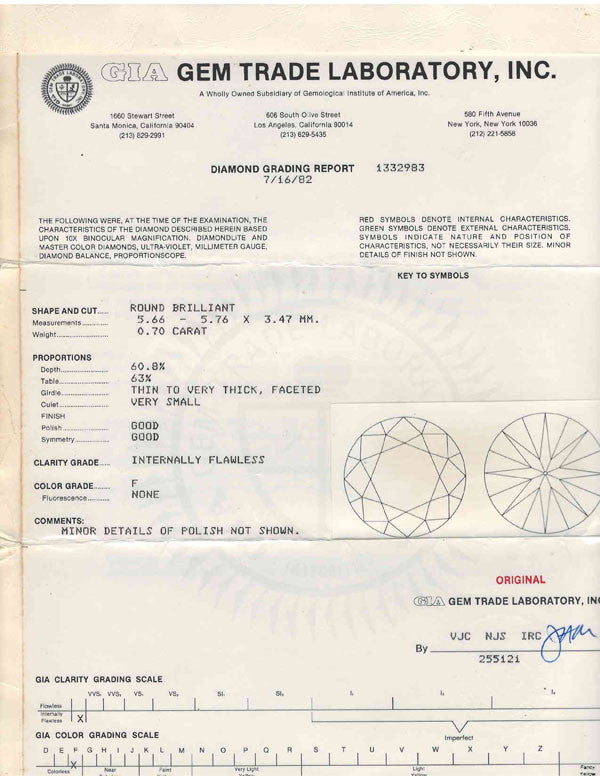 GIA GEM TRADE LABORATORY, INC.
A Wholly Owned Subsidiary of Gemological Institute of America, Inc.
1660 Stewart Street
Santa Monica, California 90404
(213) 829-2991
606 South Olive Street
Los Angeles, California 90014
(213) 629-5435
580 Fifth Avenue
New York, New York 10036
(212) 221-5858
DIAMOND GRADING REPORT 1332983
7/16/82
THE FOLLOWING WERE, AT THE TIME OF THE EXAMINATION, THE
CHARACTERISTICS OF THE DIAMOND DESCRIBED HEREIN BASED
UPON 10X BINOCULAR MAGNIFICATION, DIAMONDLITE AND
MASTER COLOR DIAMONDS, ULTRA-VIOLET, MILLIMETER GAUGE,
DIAMOND BALANCE, PROPORTIONSCOPE.
RED SYMBOLS DENOTE INTERNAL CHARACTERISTICS.
GREEN SYMBOLS DENOTE EXTERNAL CHARACTERISTICS.
SYMBOLS INDICATE NATURE AND POSITION OF
CHARACTERISTICS, NOT NECESSARILY THEIR SIZE. MINOR
DETAILS OF FINISH NOT SHOWN.
KEY TO SYMBOLS
SHAPE AND CUT..... ROUND BRILLIANT
Measurements............ 5.66 - 5.76 X 3.47 MM.
Weight....................... 0.70 CARAT
PROPORTIONS
Depth........................ 60.8%
Table......................... 63%
Girdle........................ THIN TO VERY THICK, FACETED
Culet......................... VERY SMALL
FINISH
Polish........................ GOOD
Symmetry.................. GOOD
CLARITY GRADE...... INTERNALLY FLAWLESS
COLOR GRADE........ F
Fluorescence.......... NONE
COMMENTS:
MINOR DETAILS OF POLISH NOT SHOWN.
ORIGINAL
GIA GEM TRADE LABORATORY, INC
VJC NJS IRC
By
255121
GIA CLARITY GRADING SCALE
VVS₁ VVS₂ VS₁ VS₂ SI₁ SI₂ I₁ I₂ I₃
Flawless
Internally
Flawless X
Imperfect
GIA COLOR GRADING SCALE
D E F G H I J K L M N O P Q R S T U V W X Y Z
X
Colorless Near Faint Very Light Light Fancy